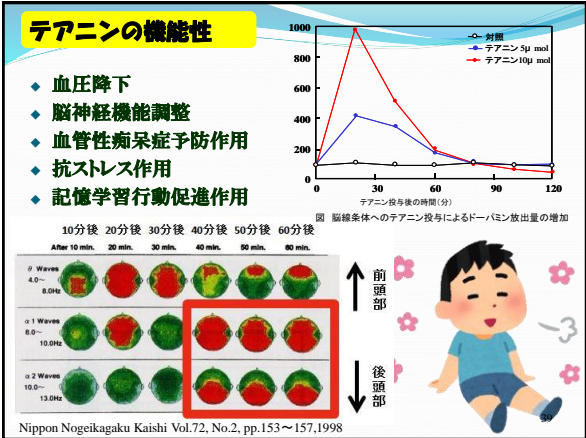 テアニンの機能性
◆ 血圧降下
◆ 脳神経機能調整
◆ 血管性痴呆症予防作用
◆ 抗ストレス作用
◆ 記憶学習行動促進作用
1000
800
600
400
200
0
0 30 60 90 120
対照
テアニン 5μ mol
テアニン10μ mol
テアニン投与後の時間(分)
図 脳線条体へのテアニン投与によるドーパミン放出量の増加
10分後 20分後 30分後 40分後 50分後 60分後
After 10 min. 20 min. 30 min. 40 min. 50 min. 60 min.
θ Waves
4.0～
8.0Hz
α 1 Waves
8.0～
10.0Hz
α 2 Waves
10.0～
13.0Hz
前頭部
後頭部
Nippon Nogeikagaku Kaishi Vol.72, No.2, pp.153～157,1998
39